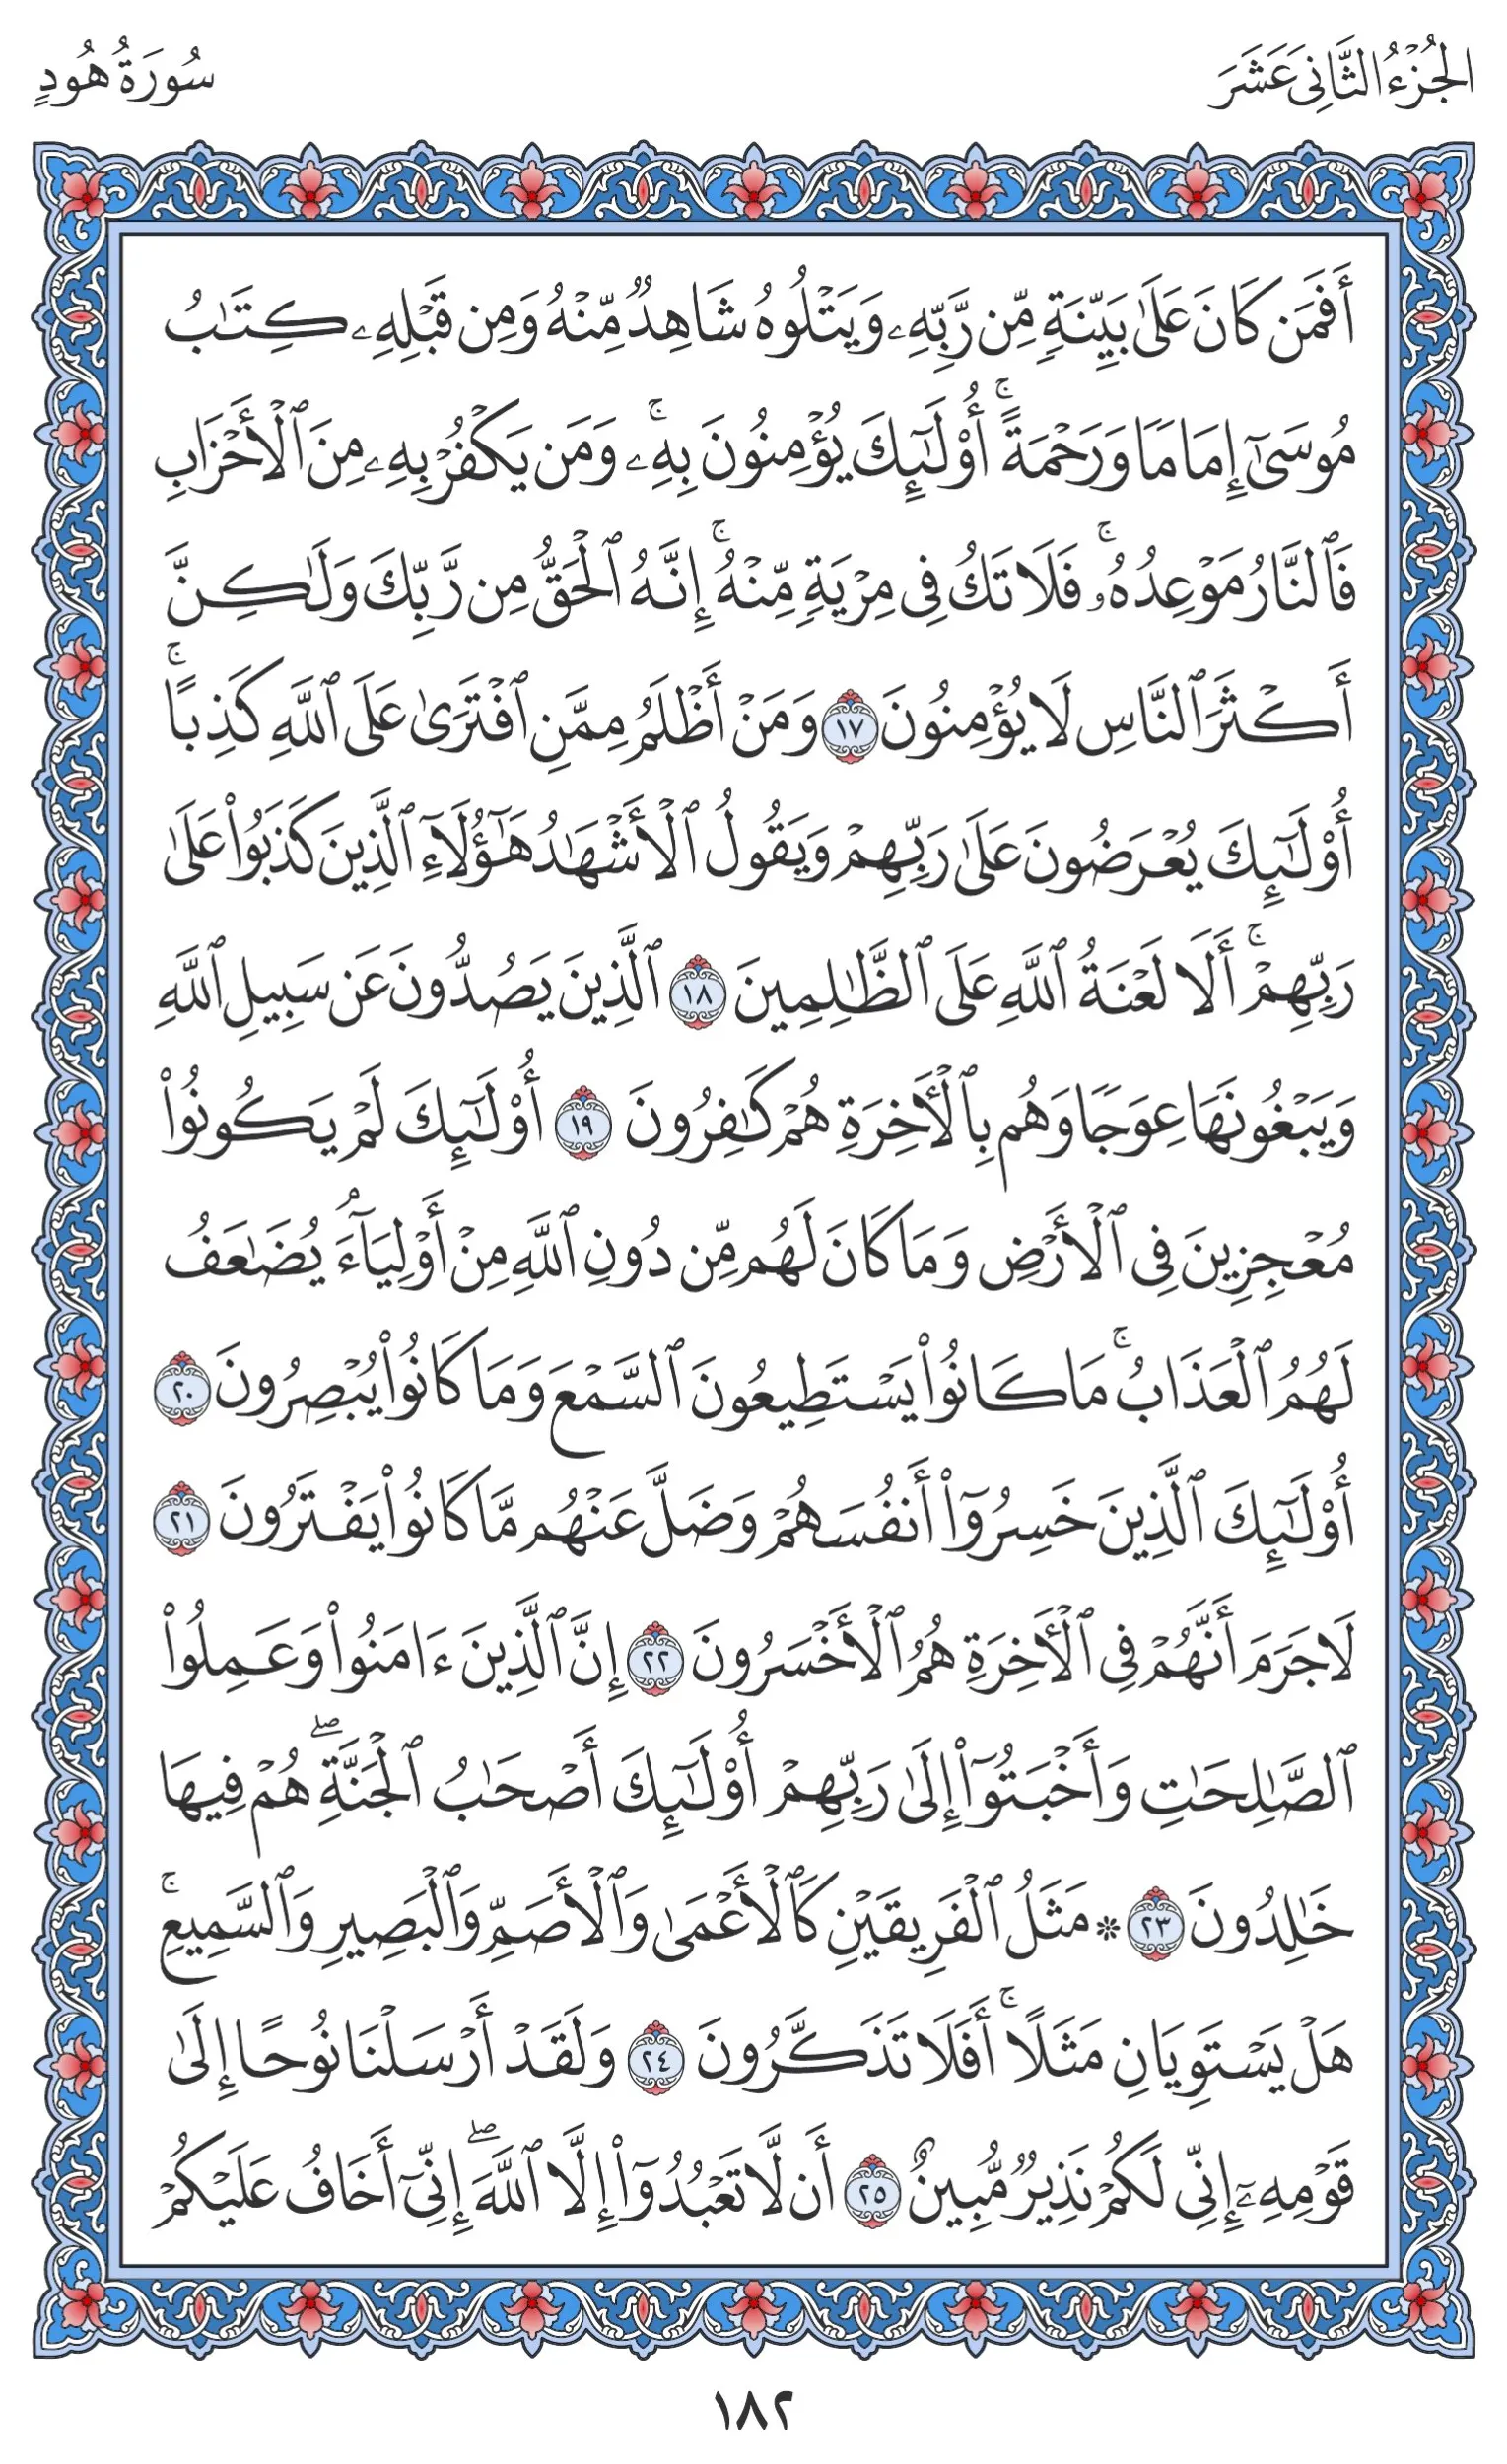 الجُزْءُ الثَّانِي عَشَرَ
سُورَةُ هُودٍ
أَفَمَن كَانَ عَلَىٰ بَيِّنَةٍ مِّن رَّبِّهِۦ وَيَتْلُوهُ شَاهِدٌ مِّنْهُ وَمِن قَبْلِهِۦ كِتَٰبُ
مُوسَىٰٓ إِمَامًا وَرَحْمَةًۚ أُوْلَٰٓئِكَ يُؤْمِنُونَ بِهِۦۚ وَمَن يَكْفُرْ بِهِۦ مِنَ ٱلْأَحْزَابِ
فَٱلنَّارُ مَوْعِدُهُۥۚ فَلَا تَكُ فِي مِرْيَةٍ مِّنْهُۚ إِنَّهُ ٱلْحَقُّ مِن رَّبِّكَ وَلَٰكِنَّ
أَكْثَرَ ٱلنَّاسِ لَا يُؤْمِنُونَ ١٧ وَمَنْ أَظْلَمُ مِمَّنِ ٱفْتَرَىٰ عَلَى ٱللَّهِ كَذِبًاۚ
أُوْلَٰٓئِكَ يُعْرَضُونَ عَلَىٰ رَبِّهِمْ وَيَقُولُ ٱلْأَشْهَٰدُ هَٰٓؤُلَآءِ ٱلَّذِينَ كَذَبُواْ عَلَىٰ
رَبِّهِمْۚ أَلَا لَعْنَةُ ٱللَّهِ عَلَى ٱلظَّٰلِمِينَ ١٨ ٱلَّذِينَ يَصُدُّونَ عَن سَبِيلِ ٱللَّهِ
وَيَبْغُونَهَا عِوَجًا وَهُم بِٱلْأٓخِرَةِ هُمْ كَٰفِرُونَ ١٩ أُوْلَٰٓئِكَ لَمْ يَكُونُواْ
مُعْجِزِينَ فِي ٱلْأَرْضِ وَمَا كَانَ لَهُم مِّن دُونِ ٱللَّهِ مِنْ أَوْلِيَآءَۘ يُضَٰعَفُ
لَهُمُ ٱلْعَذَابُۚ مَا كَانُواْ يَسْتَطِيعُونَ ٱلسَّمْعَ وَمَا كَانُواْ يُبْصِرُونَ ٢٠
أُوْلَٰٓئِكَ ٱلَّذِينَ خَسِرُوٓاْ أَنفُسَهُمْ وَضَلَّ عَنْهُم مَّا كَانُواْ يَفْتَرُونَ ٢١
لَا جَرَمَ أَنَّهُمْ فِي ٱلْأٓخِرَةِ هُمُ ٱلْأَخْسَرُونَ ٢٢ إِنَّ ٱلَّذِينَ ءَامَنُواْ وَعَمِلُواْ
ٱلصَّٰلِحَٰتِ وَأَخْبَتُوٓاْ إِلَىٰ رَبِّهِمْ أُوْلَٰٓئِكَ أَصْحَٰبُ ٱلْجَنَّةِۖ هُمْ فِيهَا
خَٰلِدُونَ ٢٣ ۞ مَثَلُ ٱلْفَرِيقَيْنِ كَٱلْأَعْمَىٰ وَٱلْأَصَمِّ وَٱلْبَصِيرِ وَٱلسَّمِيعِۚ
هَلْ يَسْتَوِيَانِ مَثَلًاۚ أَفَلَا تَذَكَّرُونَ ٢٤ وَلَقَدْ أَرْسَلْنَا نُوحًا إِلَىٰ
قَوْمِهِۦٓ إِنِّي لَكُمْ نَذِيرٌ مُّبِينٌ ٢٥ أَن لَّا تَعْبُدُوٓاْ إِلَّا ٱللَّهَۖ إِنِّيٓ أَخَافُ عَلَيْكُمْ
١٨٢